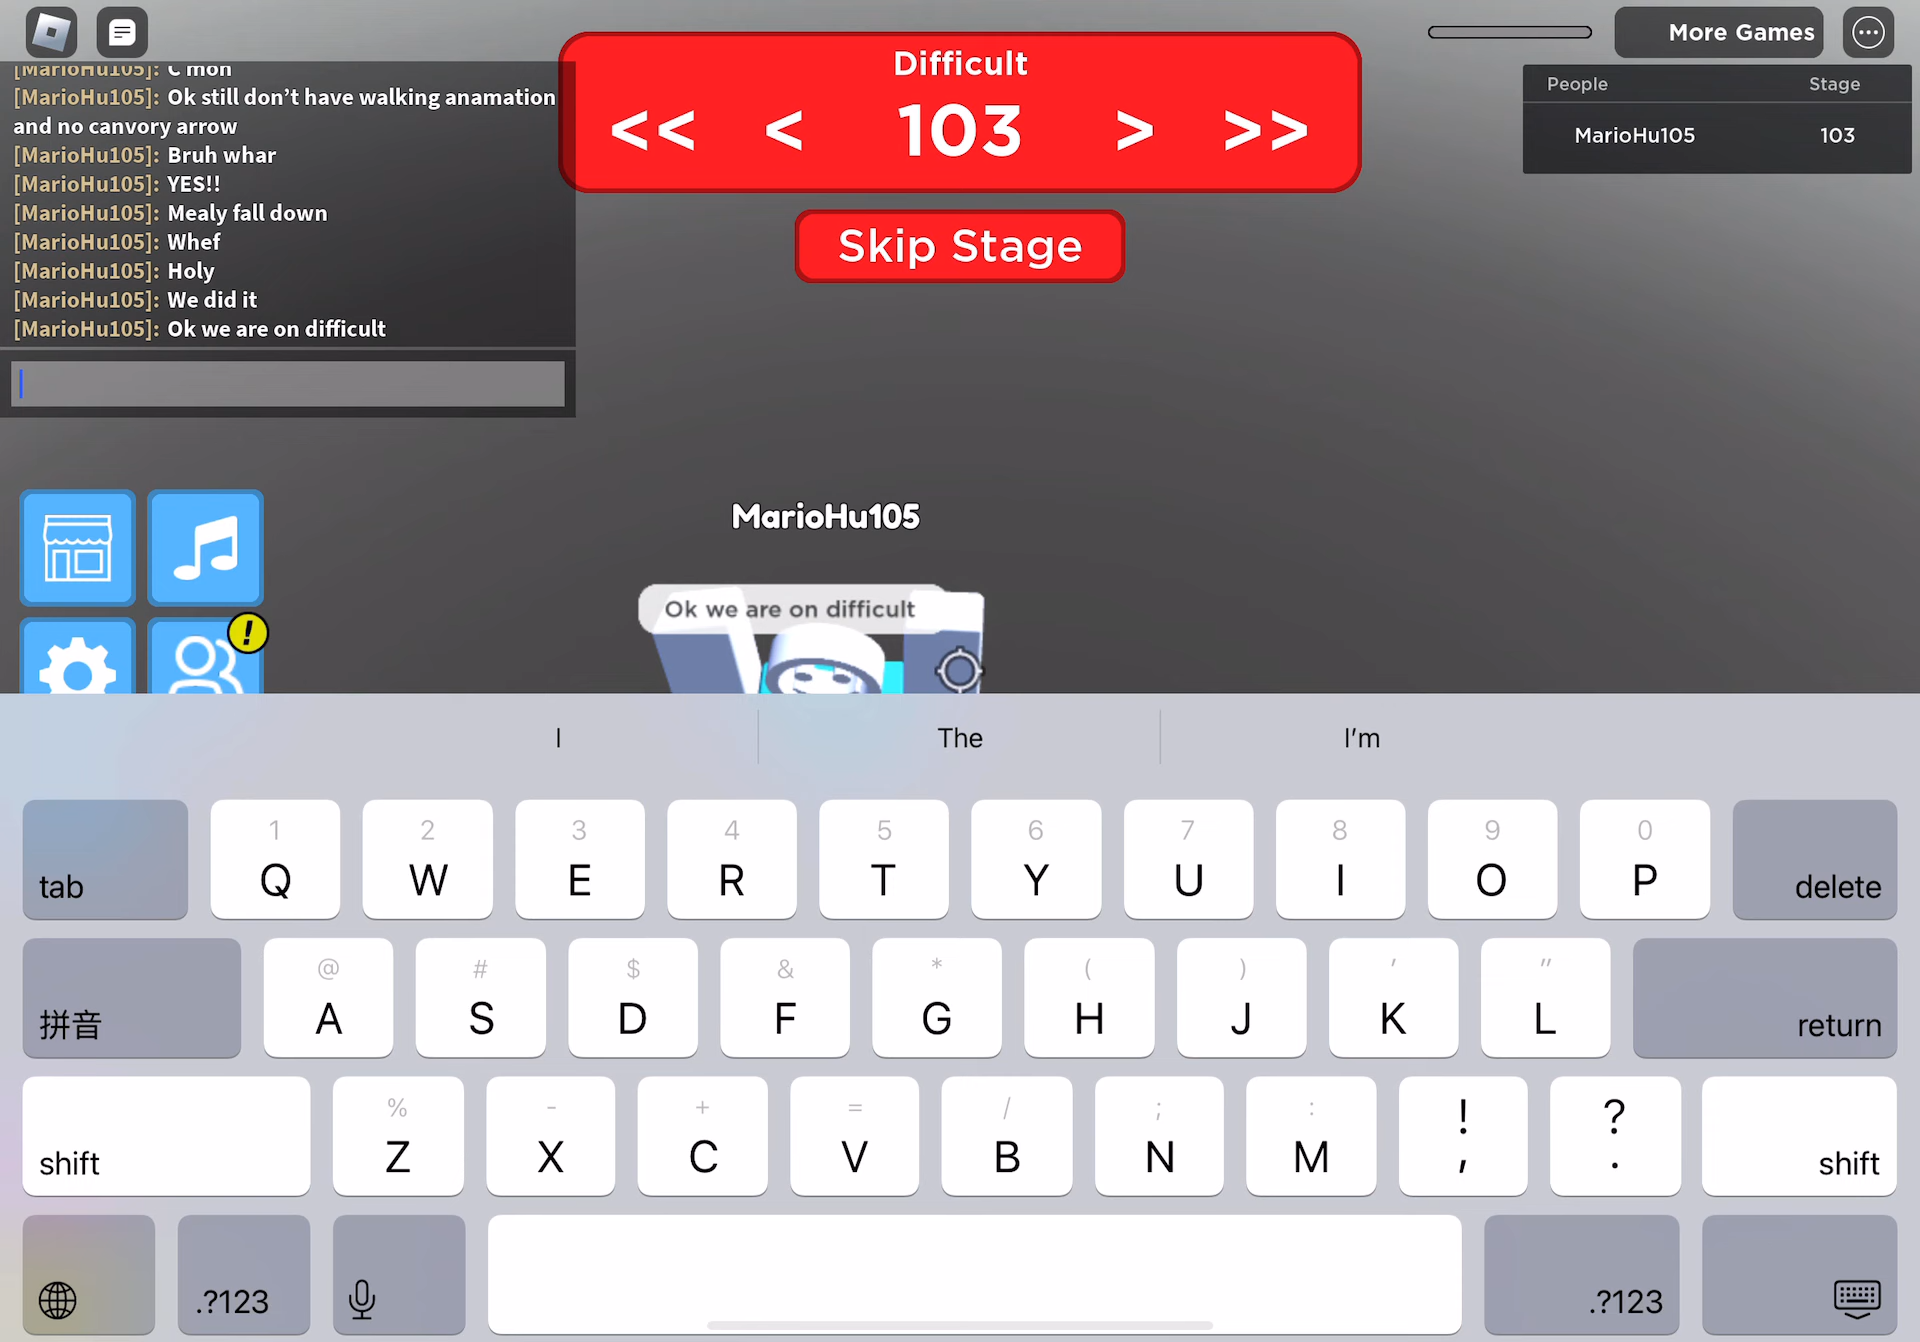 [MarioHu105]: C'mon
[MarioHu105]: Ok still don't have walking anamation
and no canvory arrow
[MarioHu105]: Bruh whar
[MarioHu105]: YES!!
[MarioHu105]: Mealy fall down
[MarioHu105]: Whef
[MarioHu105]: Holy
[MarioHu105]: We did it
[MarioHu105]: Ok we are on difficult
Difficult
<< < 103 > >>
Skip Stage
More Games
People Stage
MarioHu105 103
!
MarioHu105
Ok we are on difficult
I The I'm
1 2 3 4 5 6 7 8 9 0
tab Q W E R T Y U I O P delete
@ # $ & * ( ) ' "
拼音 A S D F G H J K L return
% - + = / ; : ! ?
shift Z X C V B N M , . shift
.?123 .?123